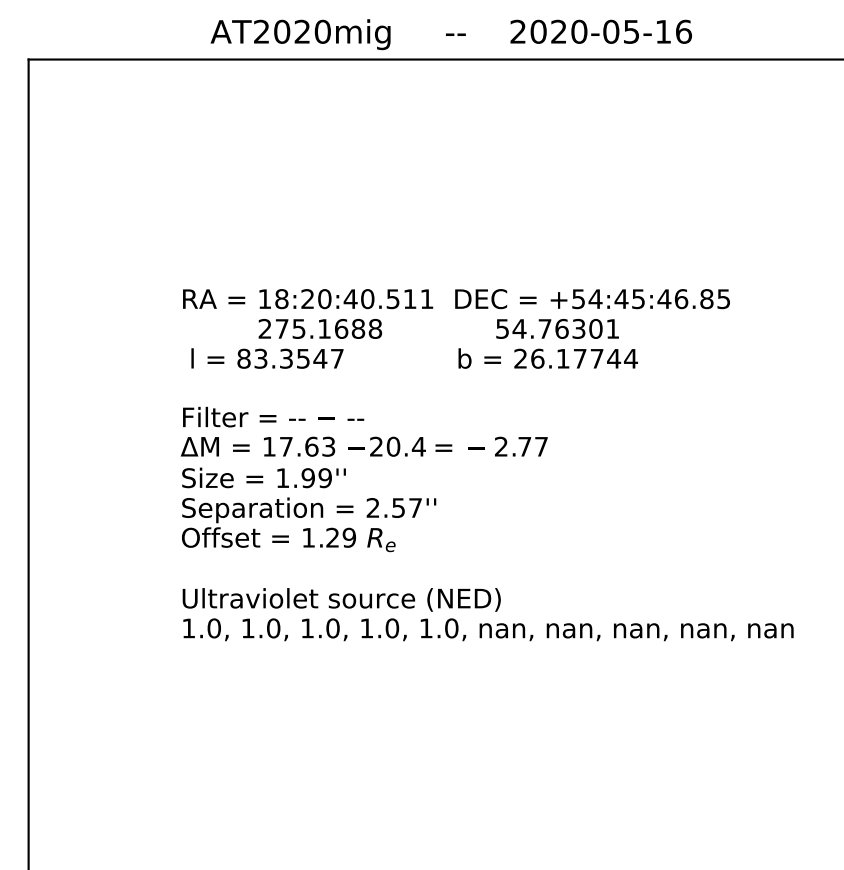 AT2020mig -- 2020-05-16
RA = 18:20:40.511 DEC = +54:45:46.85
275.1688 54.76301
l = 83.3547 b = 26.17744
Filter = -- − --
ΔM = 17.63 −20.4 = − 2.77
Size = 1.99''
Separation = 2.57''
Offset = 1.29 Rₑ
Ultraviolet source (NED)
1.0, 1.0, 1.0, 1.0, 1.0, nan, nan, nan, nan, nan